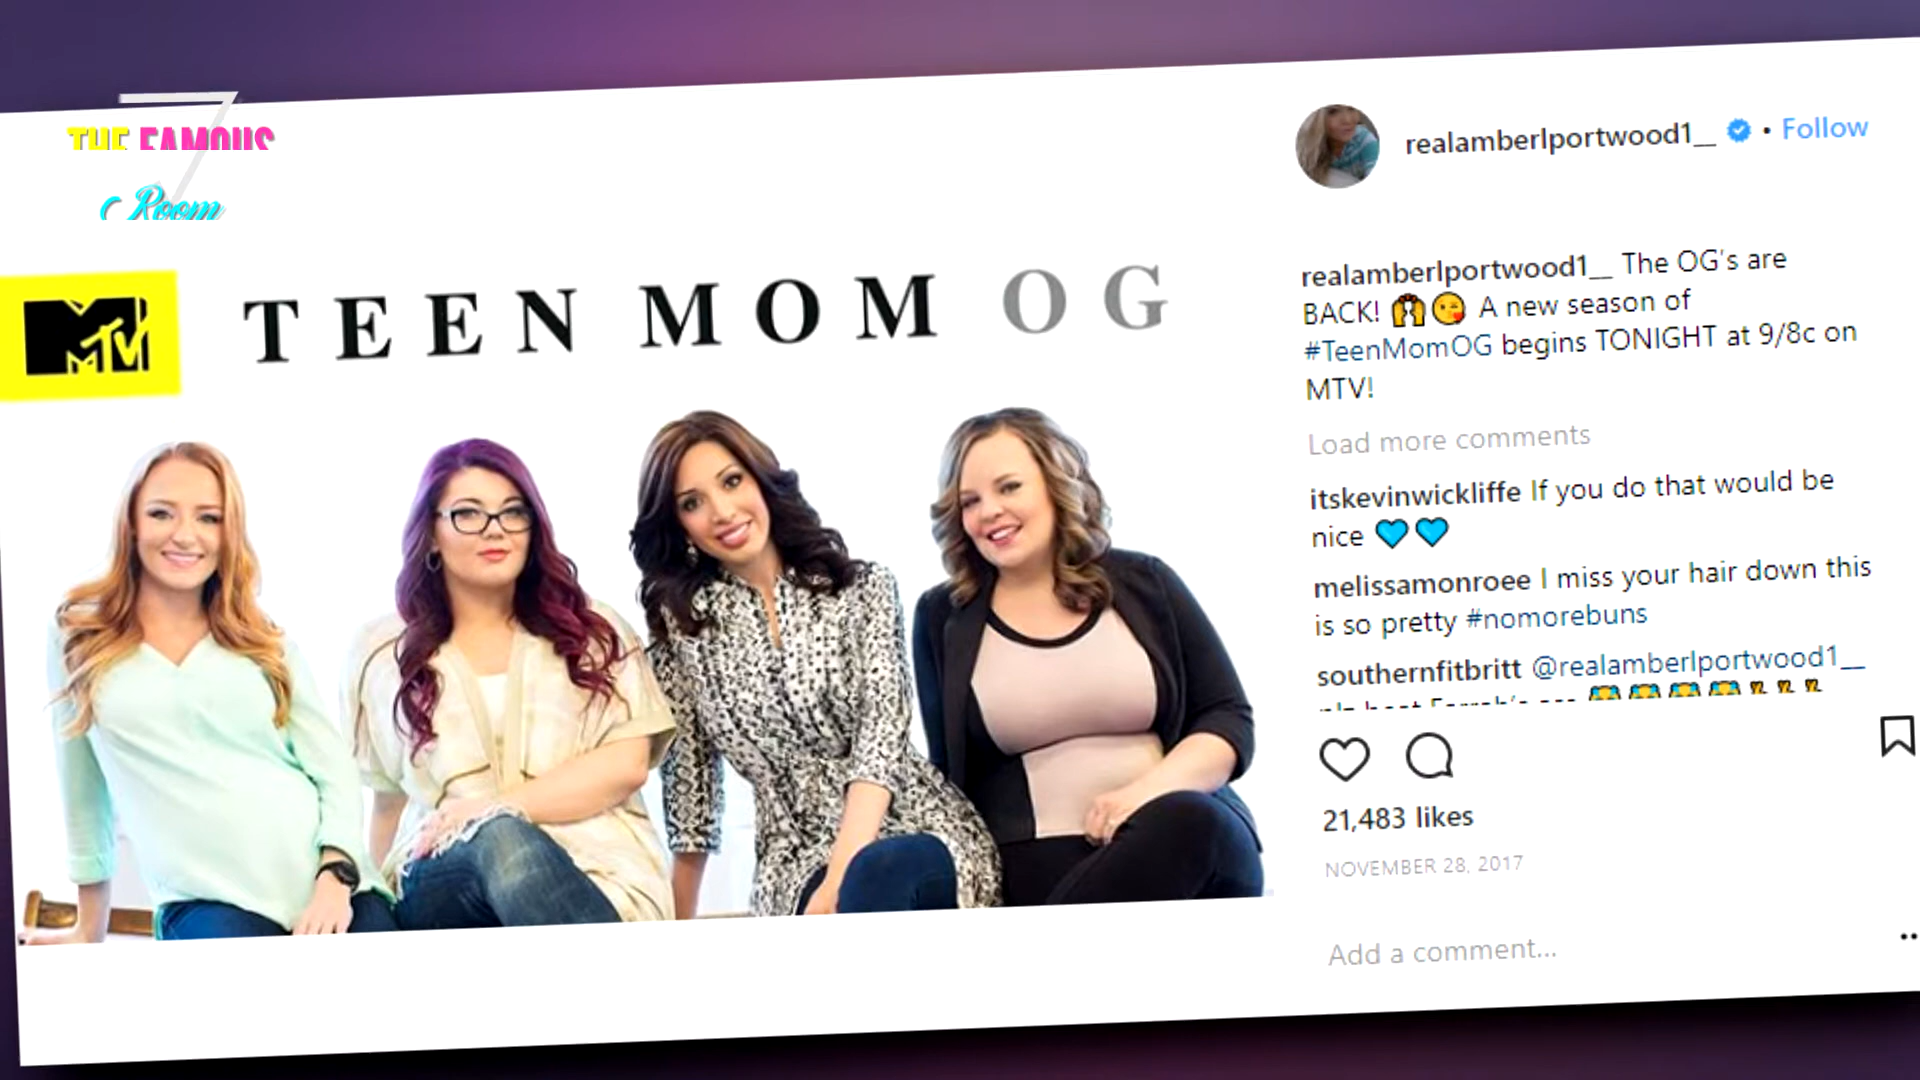 7
THE FAMOUS
Room
MTV
TEEN MOM OG
realamberlportwood1__ • Follow
realamberlportwood1__ The OG's are
BACK! 🙌😘 A new season of
#TeenMomOG begins TONIGHT at 9/8c on
MTV!
Load more comments
itskevinwickliffe If you do that would be
nice 💙💙
melissamonroee I miss your hair down this
is so pretty #nomorebuns
southernfitbritt @realamberlportwood1__
21,483 likes
NOVEMBER 28, 2017
Add a comment...